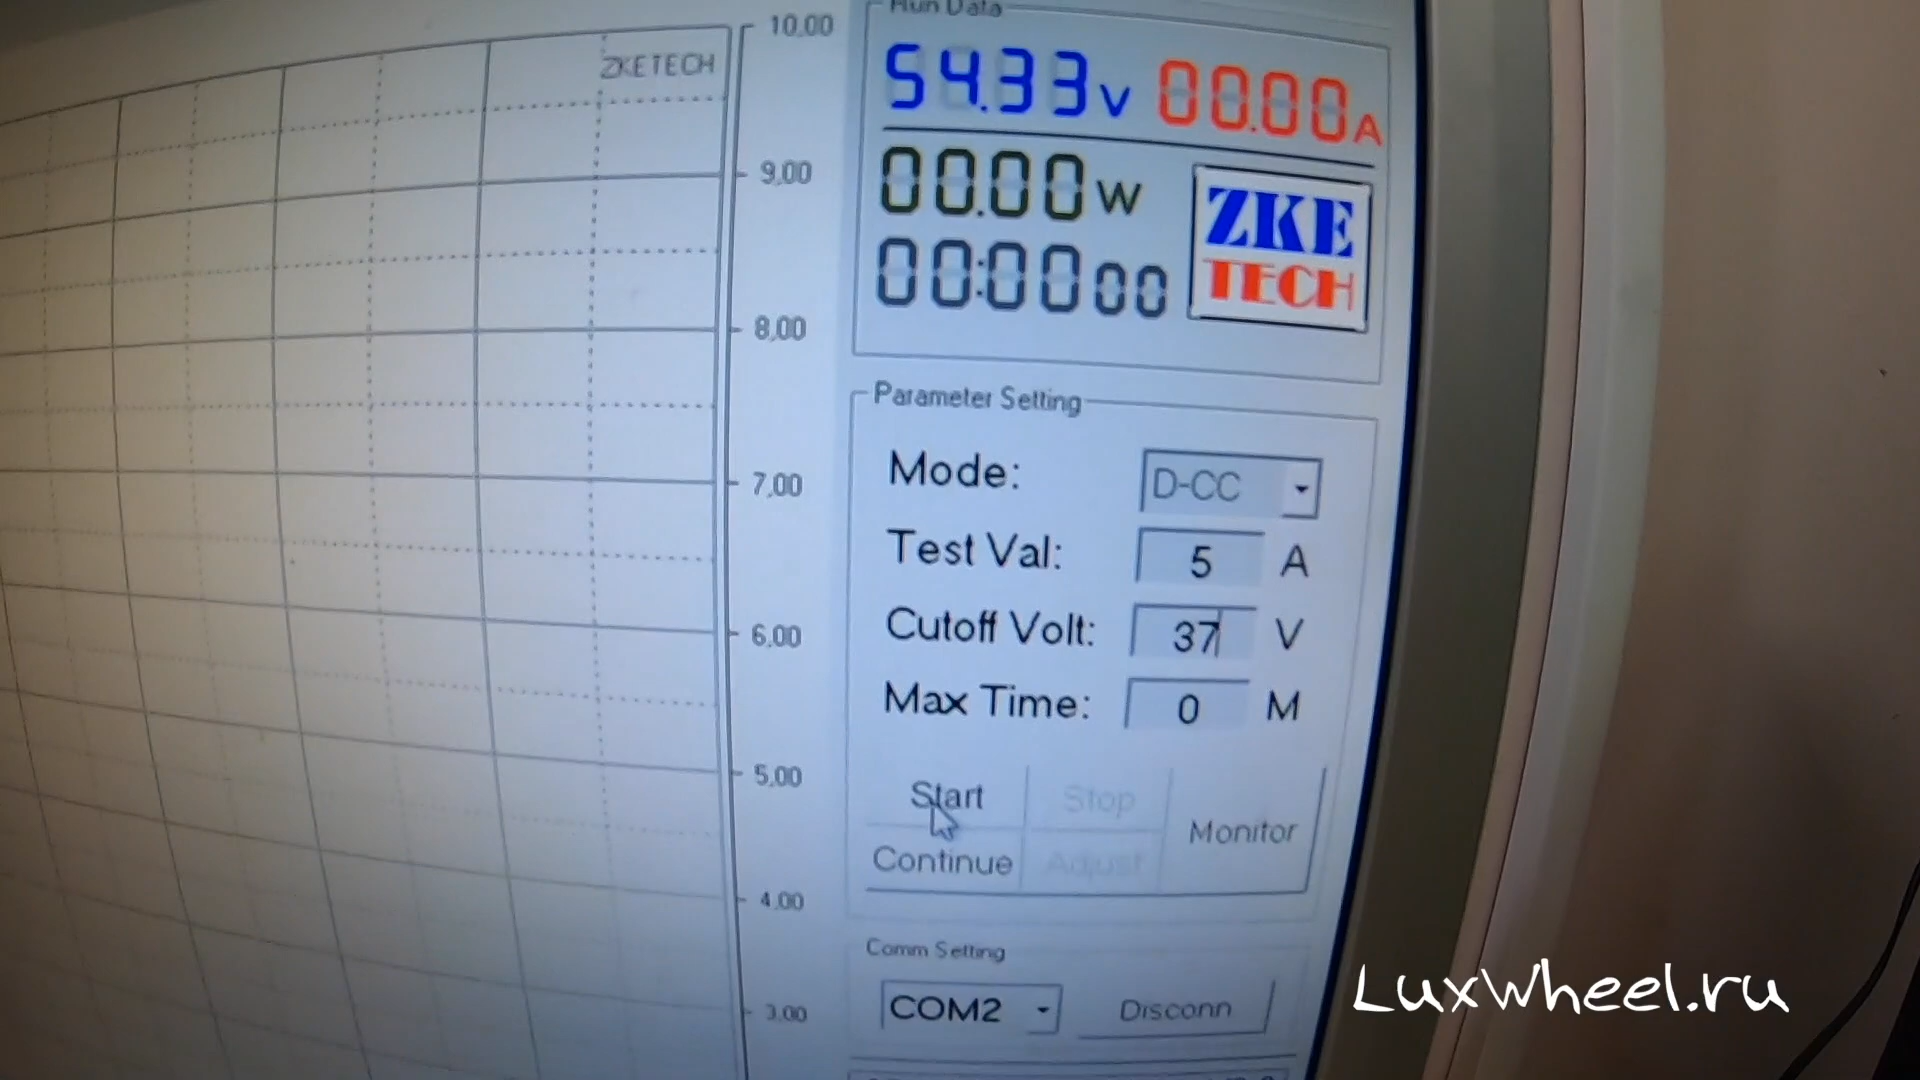 Run Data
10,00
ZKETECH
54.33V 00.00A
9,00
00.00W
ZKE
TECH
00:0000
8,00
Parameter Setting
7,00
Mode: D-CC
Test Val: 5 A
6,00
Cutoff Volt: 37 V
Max Time: 0 M
5,00
Start Stop
Monitor
Continue Adjust
4,00
Comm Setting
3,00
COM2 Disconn
LuxWheel.ru